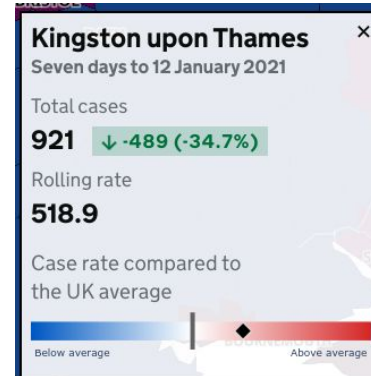 Kingston upon Thames ×
Seven days to 12 January 2021
Total cases
921 ↓ -489 (-34.7%)
Rolling rate
518.9
Case rate compared to
the UK average
BOURNEMOUTH
Below average Above average